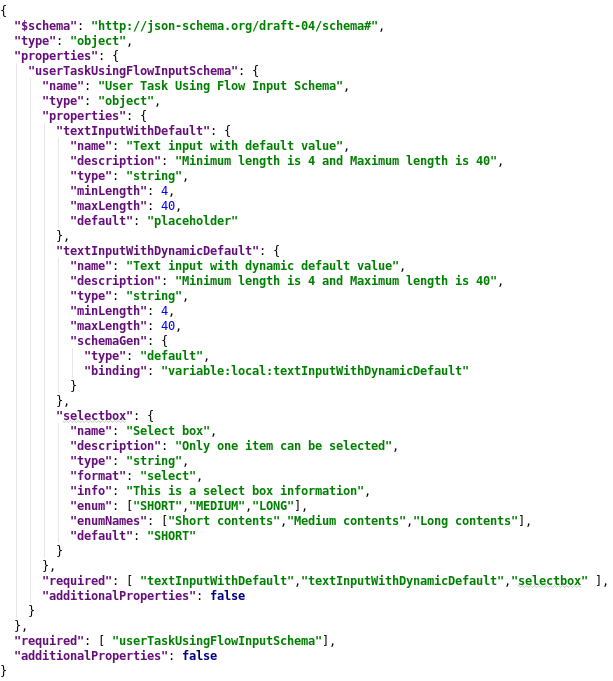 {
  "$schema": "http://json-schema.org/draft-04/schema#",
  "type": "object",
  "properties": {
    "userTaskUsingFlowInputSchema": {
      "name": "User Task Using Flow Input Schema",
      "type": "object",
      "properties": {
        "textInputWithDefault": {
          "name": "Text input with default value",
          "description": "Minimum length is 4 and Maximum length is 40",
          "type": "string",
          "minLength": 4,
          "maxLength": 40,
          "default": "placeholder"
        },
        "textInputWithDynamicDefault": {
          "name": "Text input with dynamic default value",
          "description": "Minimum length is 4 and Maximum length is 40",
          "type": "string",
          "minLength": 4,
          "maxLength": 40,
          "schemaGen": {
            "type": "default",
            "binding": "variable:local:textInputWithDynamicDefault"
          }
        },
        "selectbox": {
          "name": "Select box",
          "description": "Only one item can be selected",
          "type": "string",
          "format": "select",
          "info": "This is a select box information",
          "enum": ["SHORT","MEDIUM","LONG"],
          "enumNames": ["Short contents","Medium contents","Long contents"],
          "default": "SHORT"
        }
      },
      "required": [ "textInputWithDefault","textInputWithDynamicDefault","selectbox" ],
      "additionalProperties": false
    }
  },
  "required": [ "userTaskUsingFlowInputSchema"],
  "additionalProperties": false
}